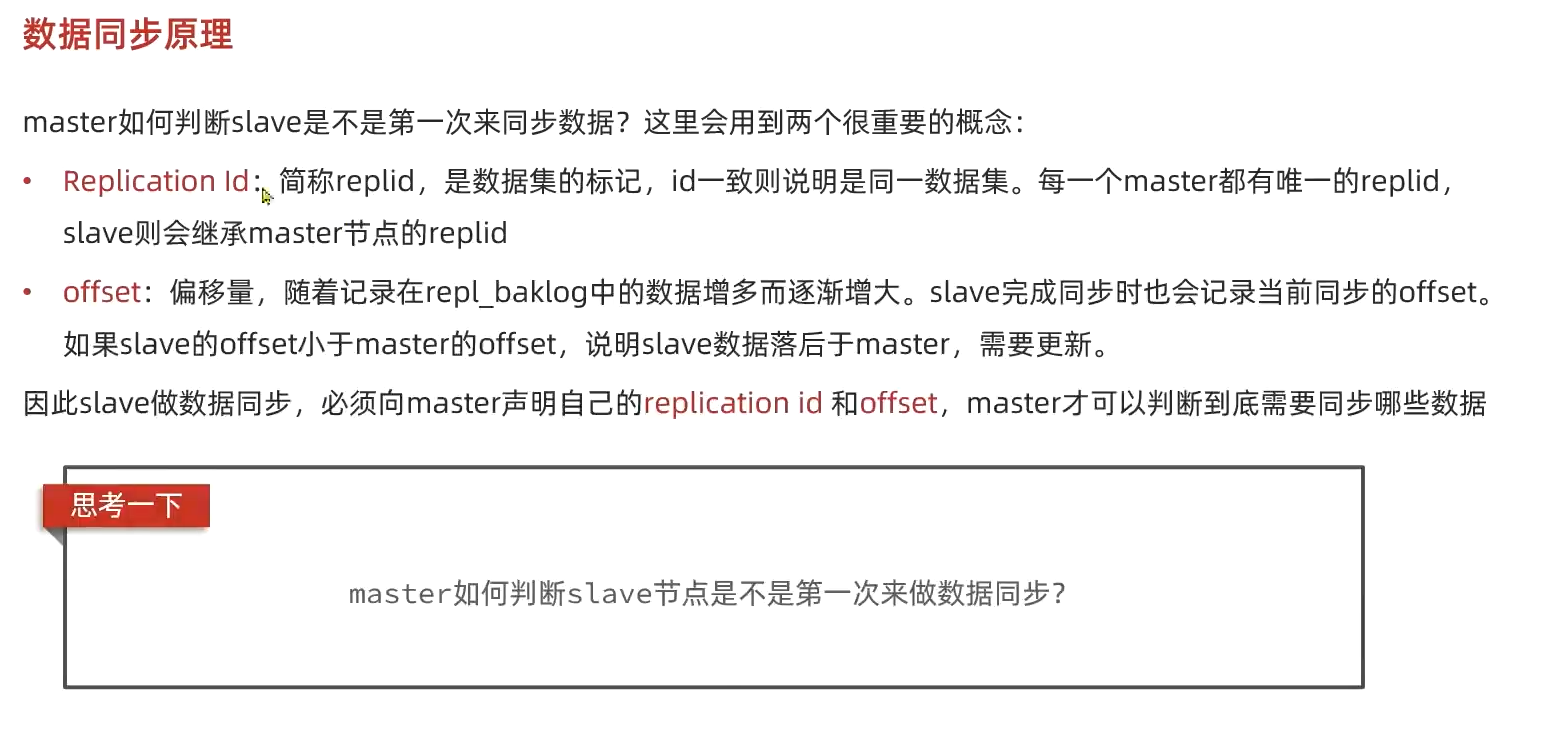 数据同步原理
master如何判断slave是不是第一次来同步数据？这里会用到两个很重要的概念：
• Replication Id：简称replid，是数据集的标记，id一致则说明是同一数据集。每一个master都有唯一的replid，
slave则会继承master节点的replid
• offset：偏移量，随着记录在repl_baklog中的数据增多而逐渐增大。slave完成同步时也会记录当前同步的offset。
如果slave的offset小于master的offset，说明slave数据落后于master，需要更新。
因此slave做数据同步，必须向master声明自己的replication id 和offset，master才可以判断到底需要同步哪些数据
思考一下
master如何判断slave节点是不是第一次来做数据同步？